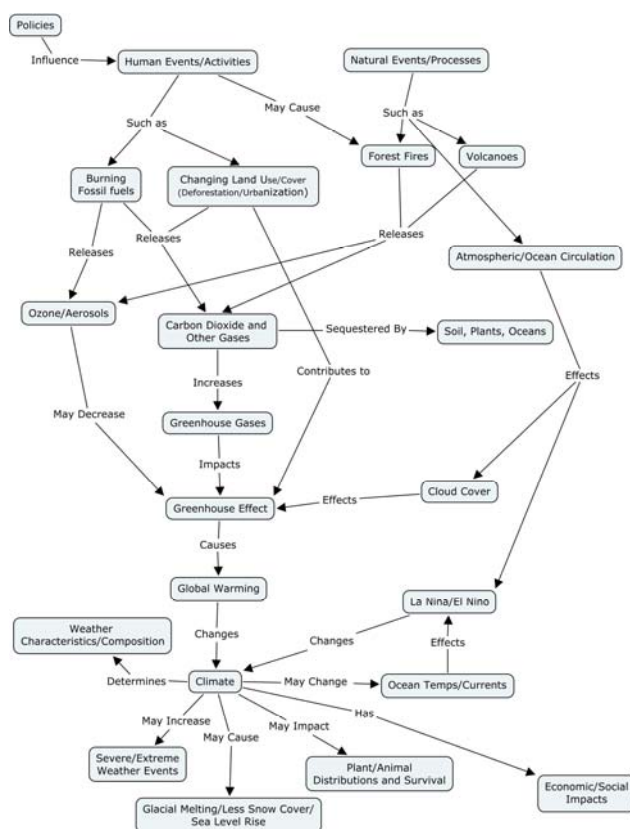 Policies
Influence
Human Events/Activities
Natural Events/Processes
May Cause
Such as
Such as
Forest Fires
Volcanoes
Burning
Fossil fuels
Changing Land Use/Cover
(Deforestation/Urbanization)
Releases
Releases
Releases
Atmospheric/Ocean Circulation
Ozone/Aerosols
Carbon Dioxide and
Other Gases
Sequestered By
Soil, Plants, Oceans
Contributes to
Effects
Increases
May Decrease
Greenhouse Gases
Impacts
Cloud Cover
Effects
Greenhouse Effect
Causes
Global Warming
La Nina/El Nino
Weather
Characteristics/Composition
Changes
Changes
Effects
Determines
Climate
May Change
Ocean Temps/Currents
Has
May Increase
May Cause
May Impact
Severe/Extreme
Weather Events
Plant/Animal
Distributions and Survival
Economic/Social
Impacts
Glacial Melting/Less Snow Cover/
Sea Level Rise